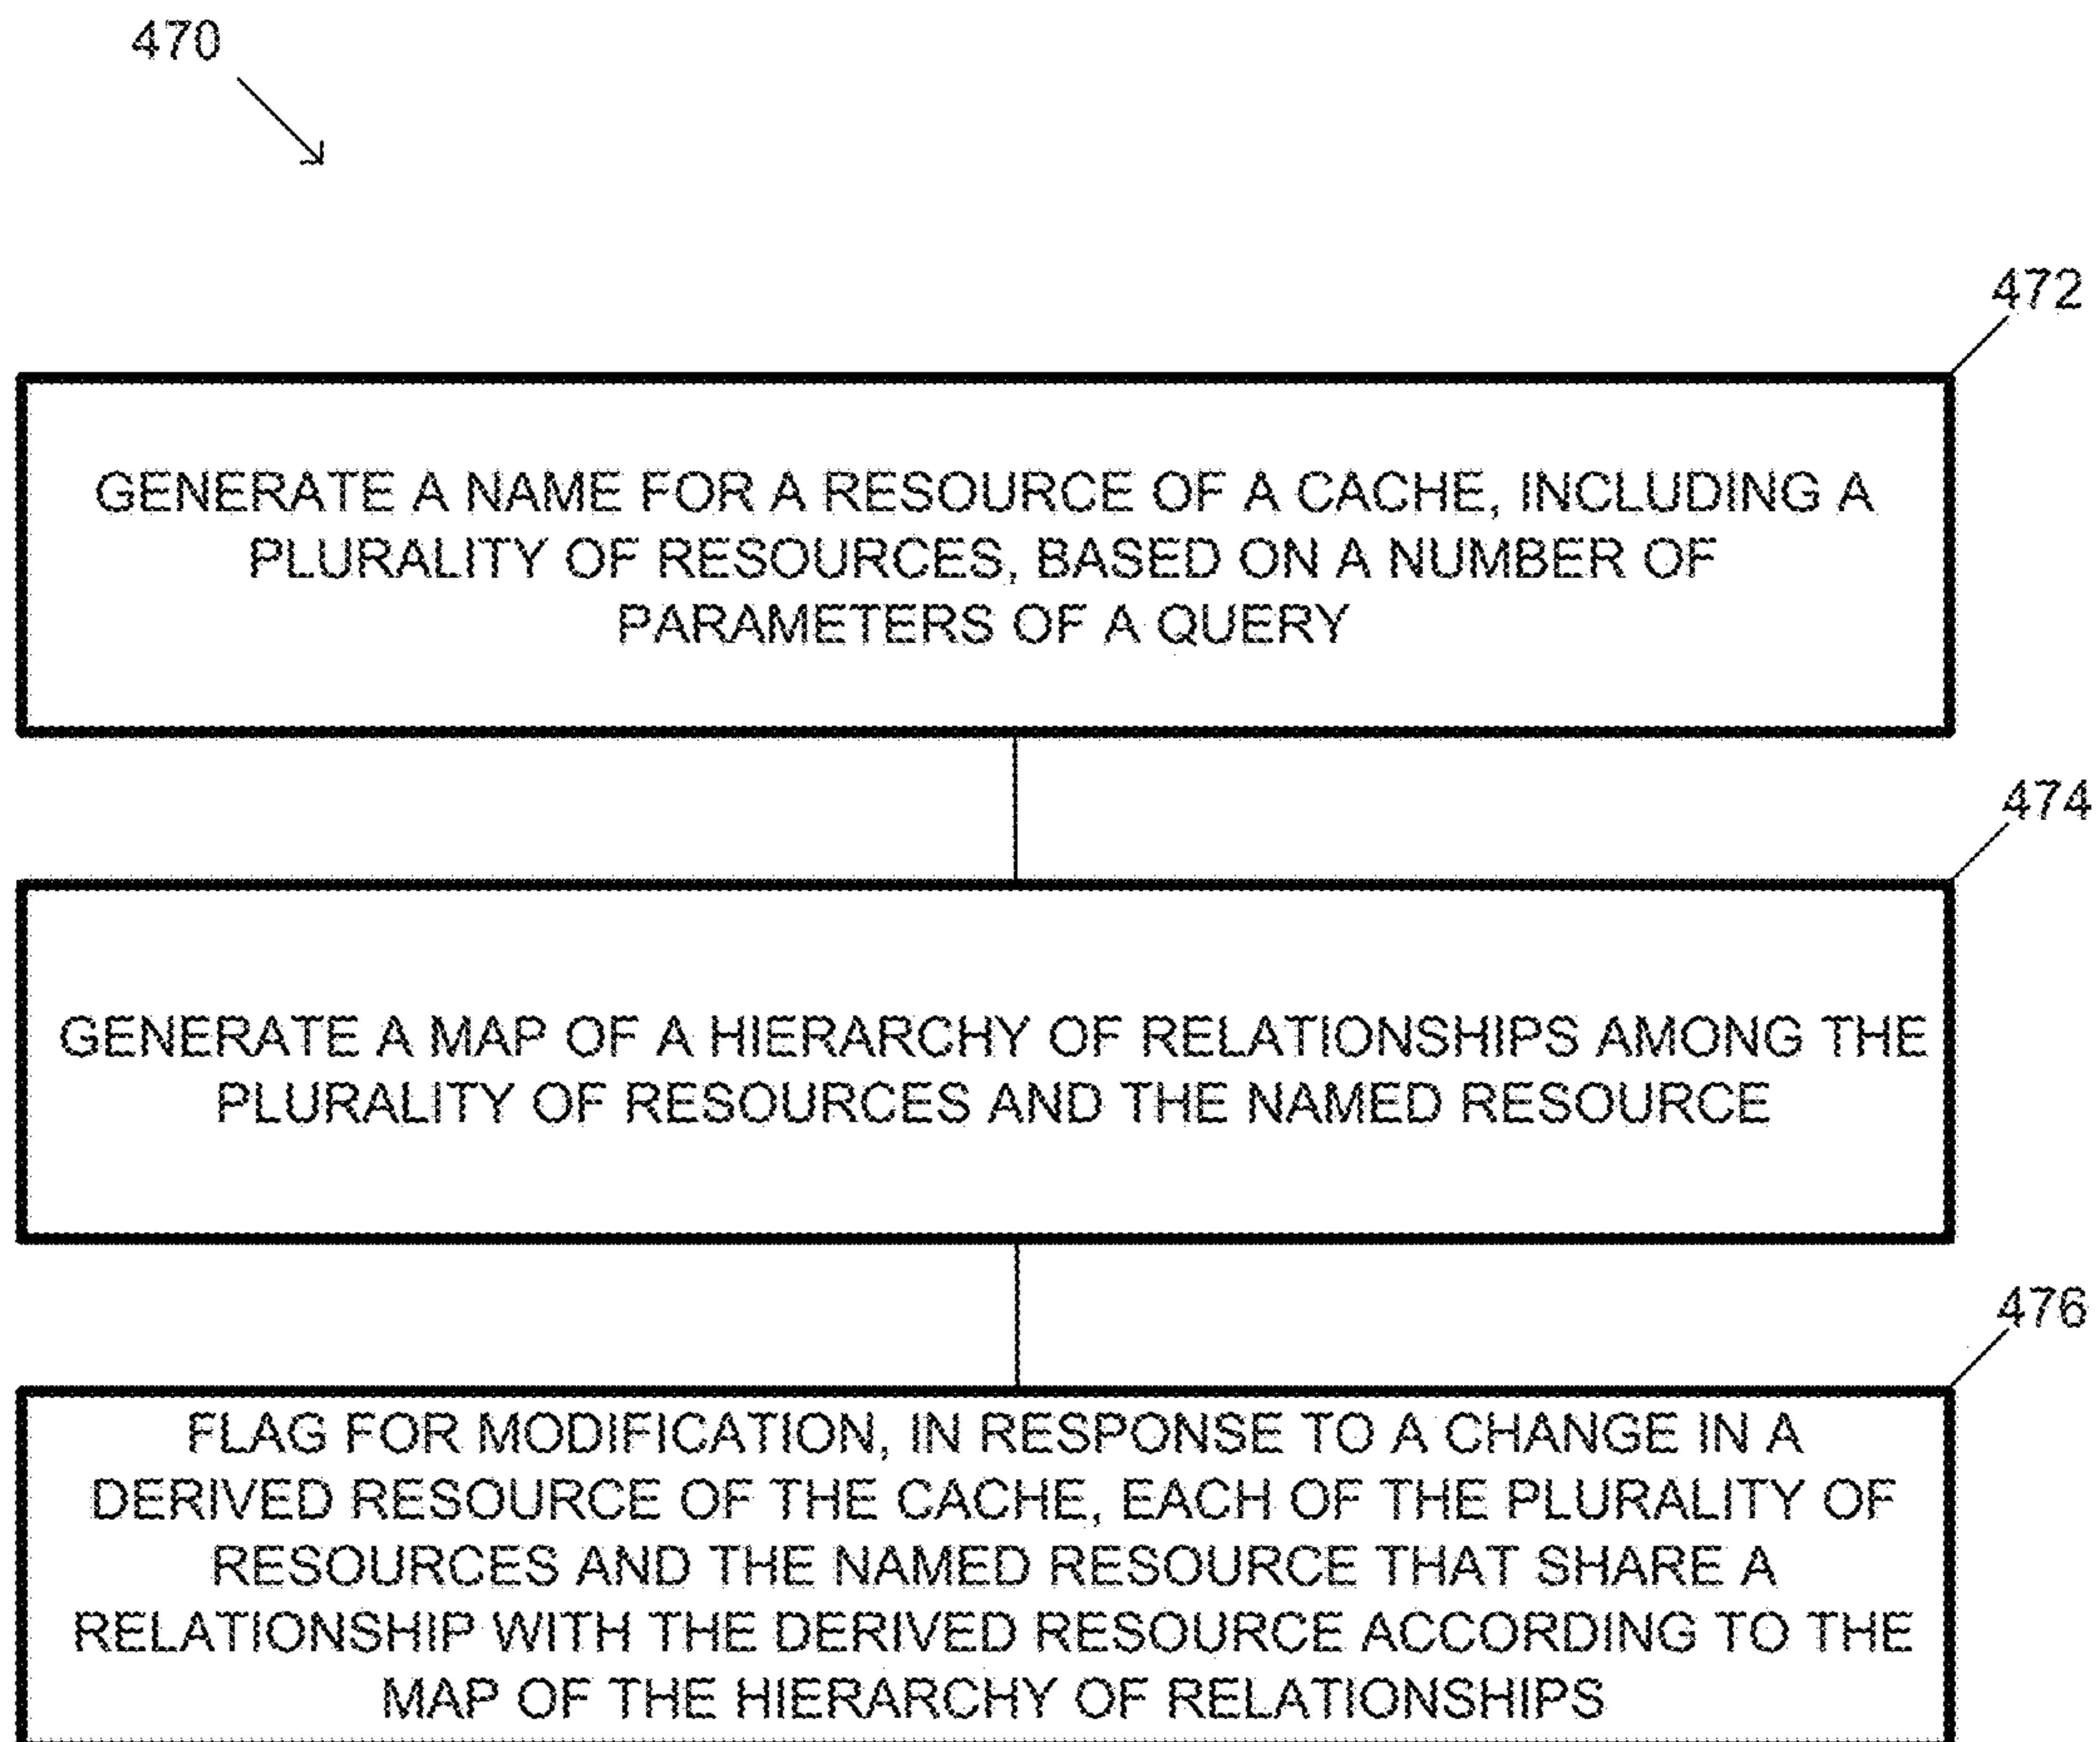 470
472
GENERATE A NAME FOR A RESOURCE OF A CACHE, INCLUDING A
PLURALITY OF RESOURCES, BASED ON A NUMBER OF
PARAMETERS OF A QUERY
474
GENERATE A MAP OF A HIERARCHY OF RELATIONSHIPS AMONG THE
PLURALITY OF RESOURCES AND THE NAMED RESOURCE
476
FLAG FOR MODIFICATION, IN RESPONSE TO A CHANGE IN A
DERIVED RESOURCE OF THE CACHE, EACH OF THE PLURALITY OF
RESOURCES AND THE NAMED RESOURCE THAT SHARE A
RELATIONSHIP WITH THE DERIVED RESOURCE ACCORDING TO THE
MAP OF THE HIERARCHY OF RELATIONSHIPS